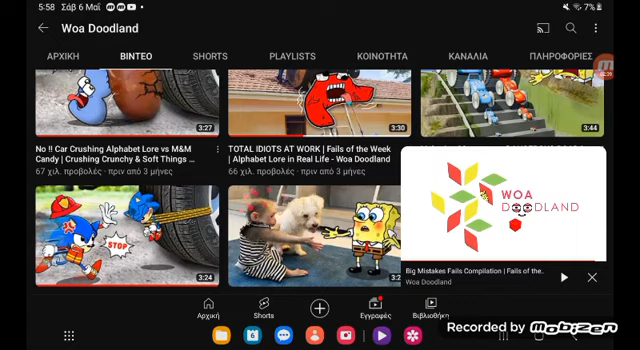 5:58 Σάβ 6 Μαΐ
7%
Woa Doodland
ΑΡΧΙΚΗ ΒΙΝΤΕΟ SHORTS PLAYLISTS ΚΟΙΝΟΤΗΤΑ ΚΑΝΑΛΙΑ ΠΛΗΡΟΦΟΡΙΕΣ
3:27
3:30
3:44
No !! Car Crushing Alphabet Lore vs M&M Candy | Crushing Crunchy & Soft Things ...
67 χιλ. προβολές · πριν από 3 μήνες
TOTAL IDIOTS AT WORK | Fails of the Week | Alphabet Lore in Real Life - Woa Doodland
66 χιλ. προβολές · πριν από 3 μήνες
WOA
DOODLAND
STOP
3:24
Big Mistakes Fails Compilation | Fails of the.
Woa Doodland
Αρχική Shorts Εγγραφές Βιβλιοθήκη
6
Recorded by mobizen